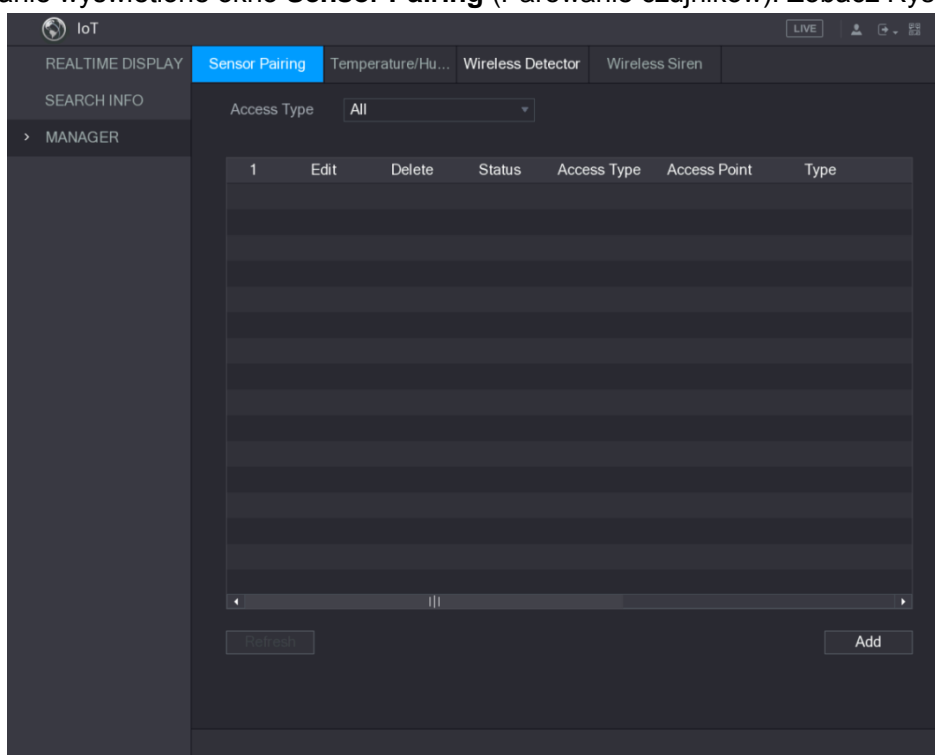 wyświetlone okno Sensor Pairing (Parowanie czujników). Zobacz Rys
IoT LIVE
REALTIME DISPLAY Sensor Pairing Temperature/Hu... Wireless Detector Wireless Siren
SEARCH INFO Access Type All
> MANAGER
1 Edit Delete Status Access Type Access Point Type
Refresh Add